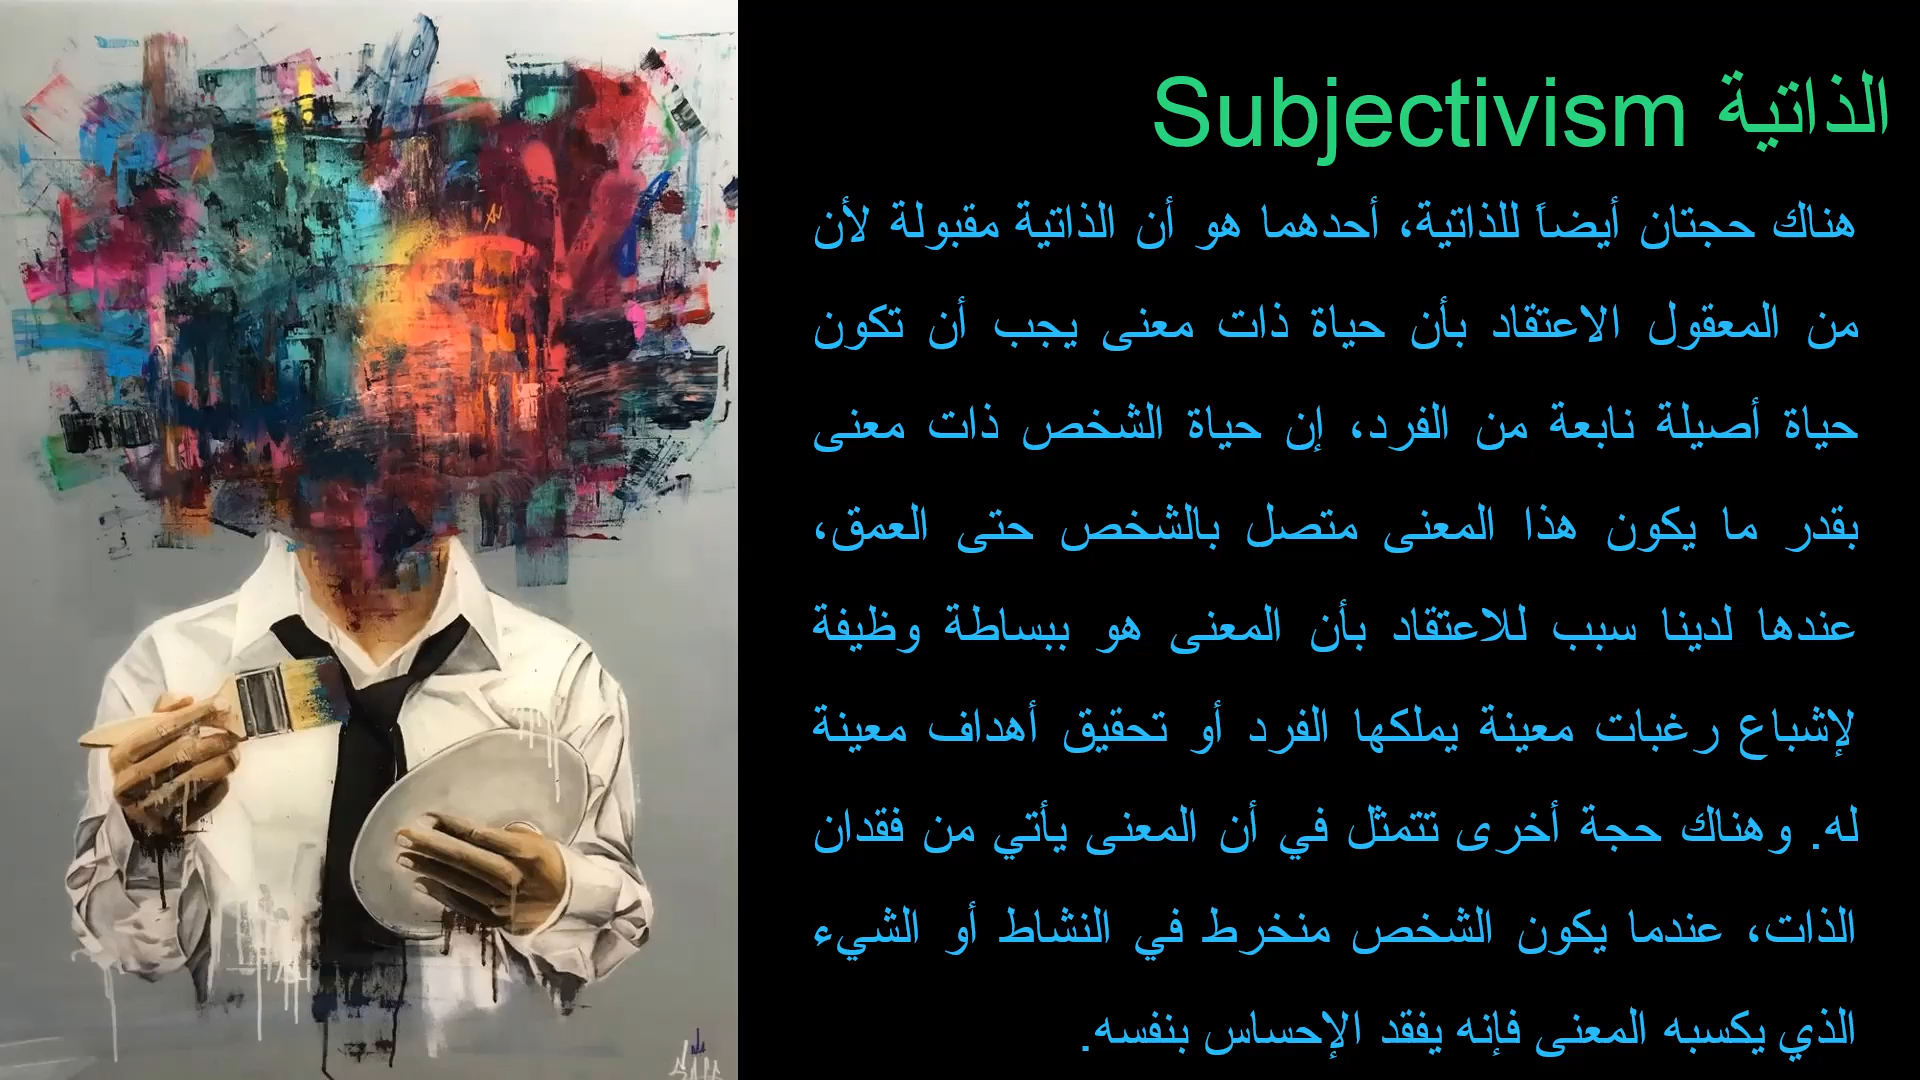 الذاتية Subjectivism
هناك حجتان أيضاً للذاتية، أحدهما هو أن الذاتية مقبولة لأن
من المعقول الاعتقاد بأن حياة ذات معنى يجب أن تكون
حياة أصيلة نابعة من الفرد، إن حياة الشخص ذات معنى
بقدر ما يكون هذا المعنى متصل بالشخص حتى العمق،
عندها لدينا سبب للاعتقاد بأن المعنى هو ببساطة وظيفة
لإشباع رغبات معينة يملكها الفرد أو تحقيق أهداف معينة
له. وهناك حجة أخرى تتمثل في أن المعنى يأتي من فقدان
الذات، عندما يكون الشخص منخرط في النشاط أو الشيء
الذي يكسبه المعنى فإنه يفقد الإحساس بنفسه.